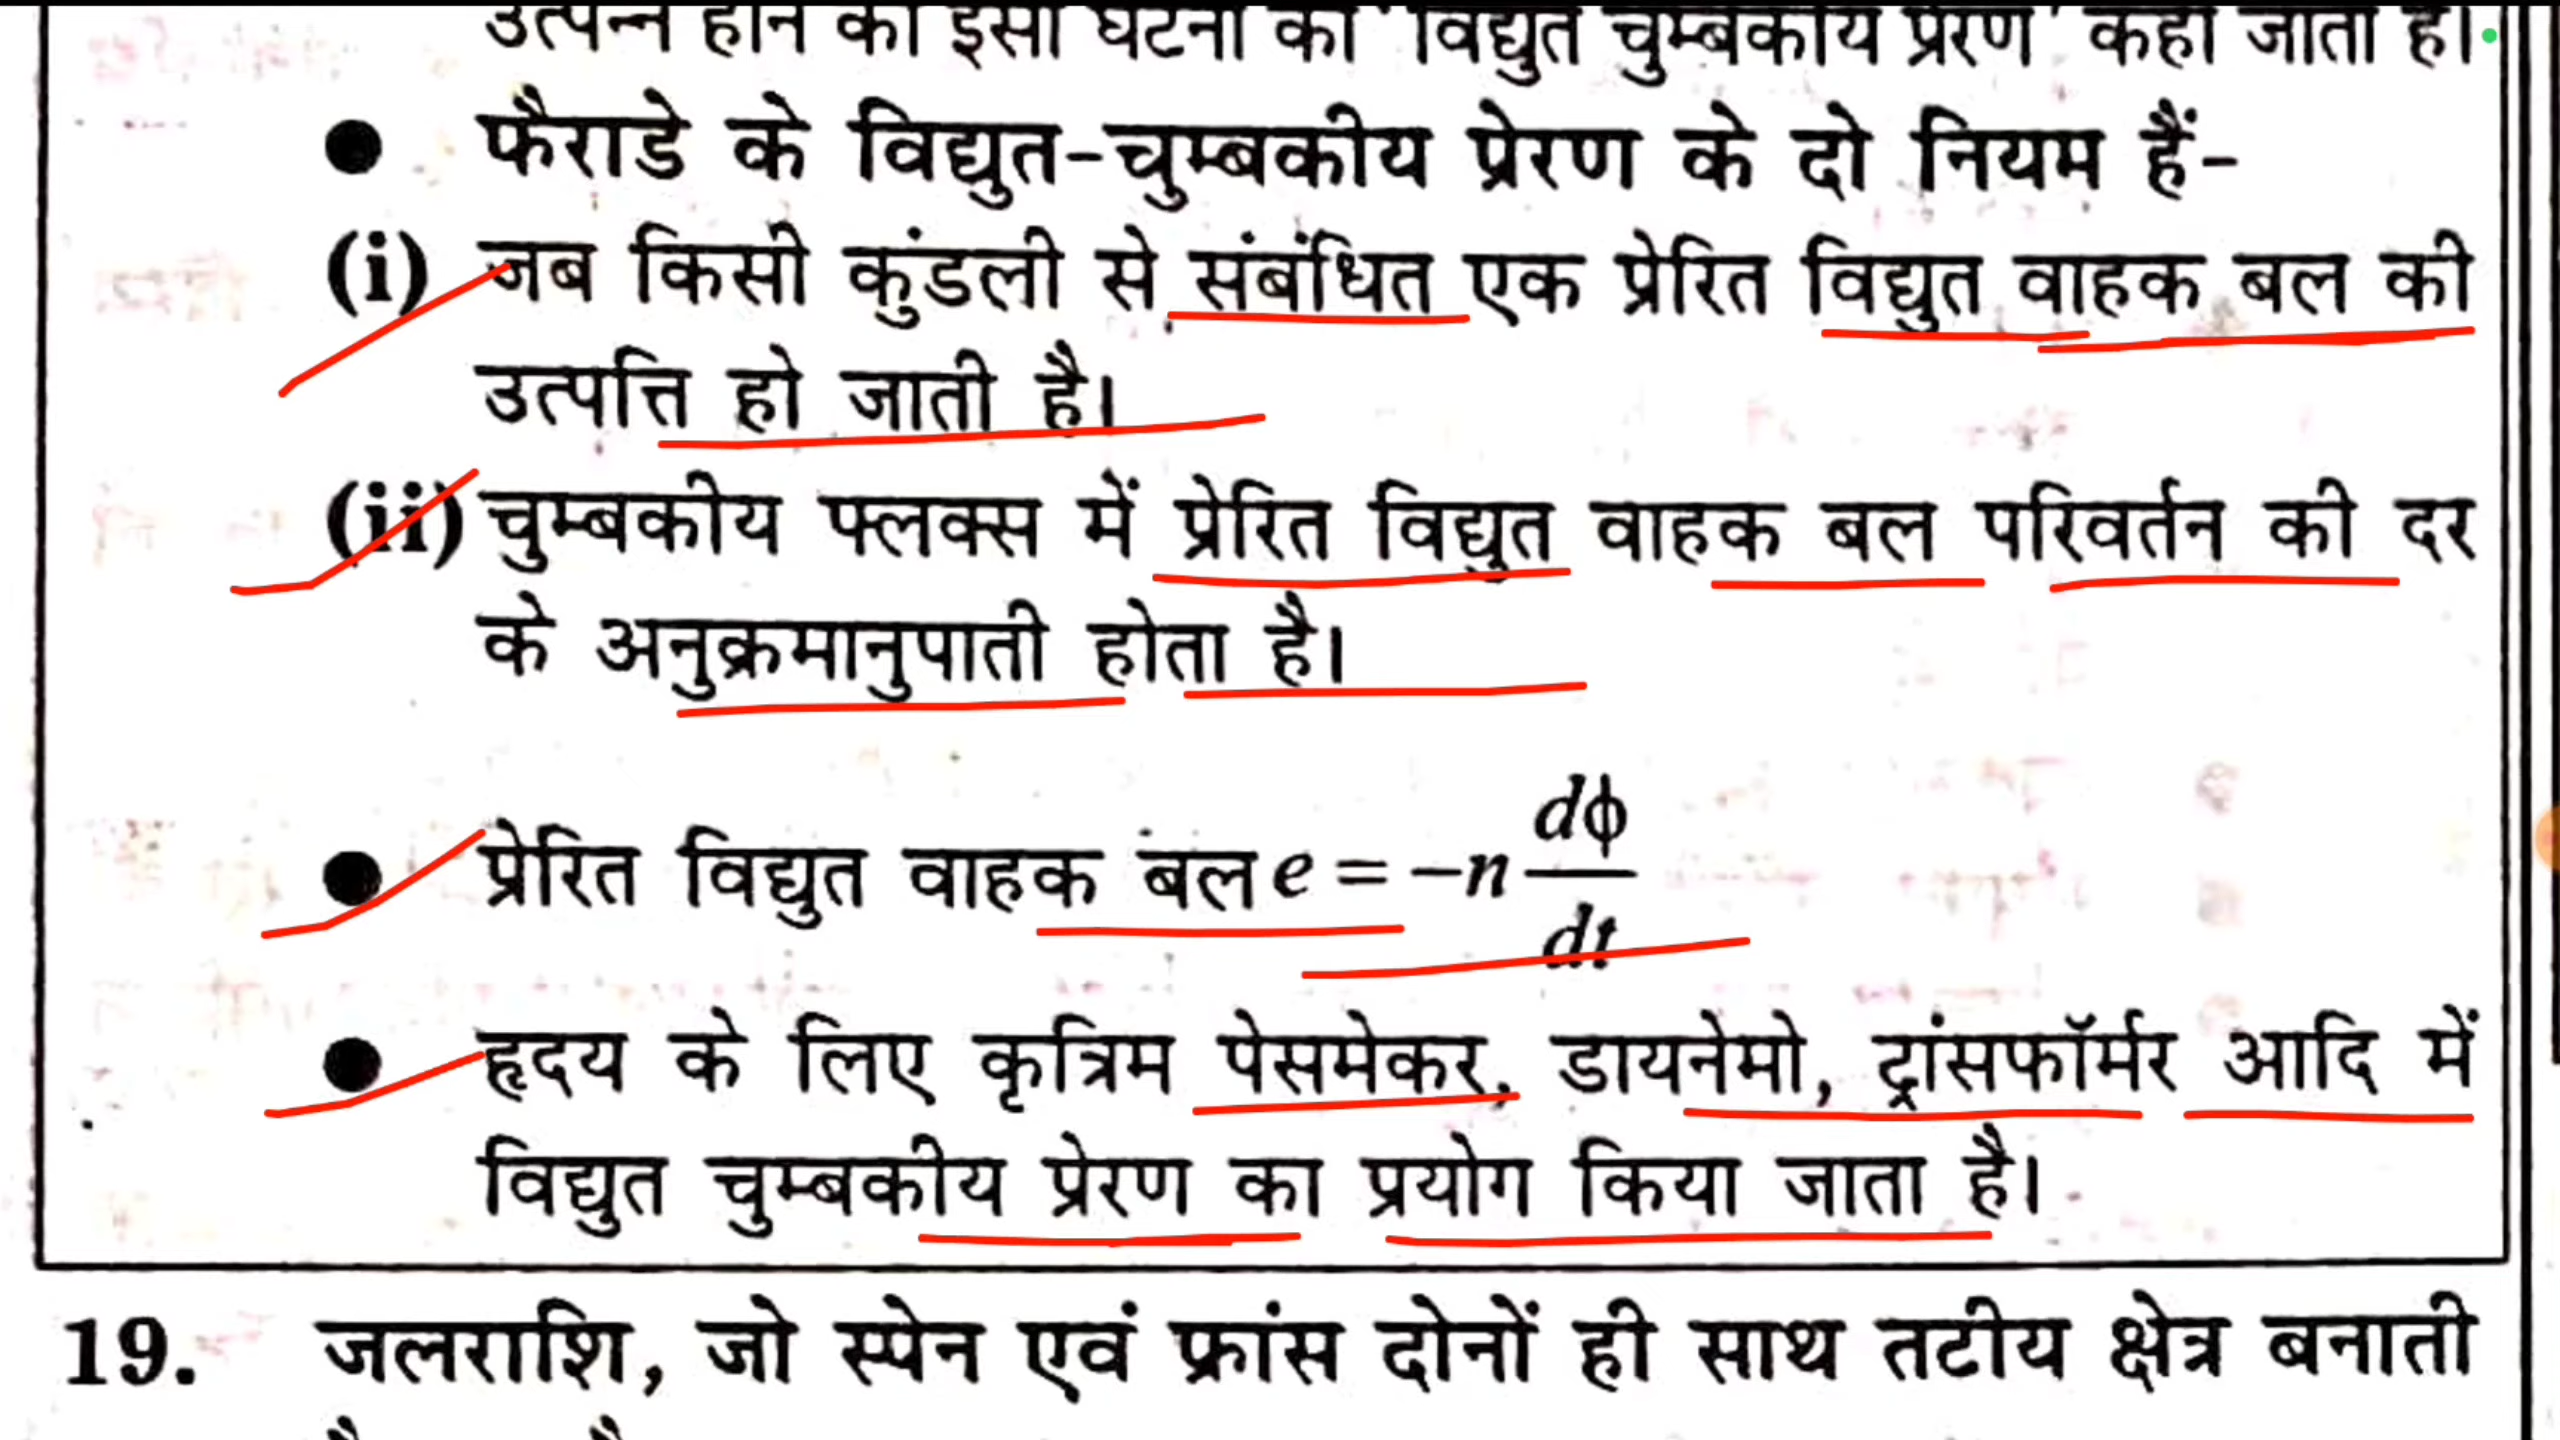 उत्पन्न होने की इसी घटना को 'विद्युत चुम्बकीय प्रेरण' कहा जाता है।
● फैराडे के विद्युत-चुम्बकीय प्रेरण के दो नियम हैं-
(i) जब किसी कुंडली से संबंधित एक प्रेरित विद्युत वाहक बल की
उत्पत्ति हो जाती है।
(ii) चुम्बकीय फ्लक्स में प्रेरित विद्युत वाहक बल परिवर्तन की दर
के अनुक्रमानुपाती होता है।
● प्रेरित विद्युत वाहक बल e = -n dϕ/dt
● हृदय के लिए कृत्रिम पेसमेकर, डायनेमो, ट्रांसफॉर्मर आदि में
विद्युत चुम्बकीय प्रेरण का प्रयोग किया जाता है।
19. जलराशि, जो स्पेन एवं फ्रांस दोनों ही साथ तटीय क्षेत्र बनाती